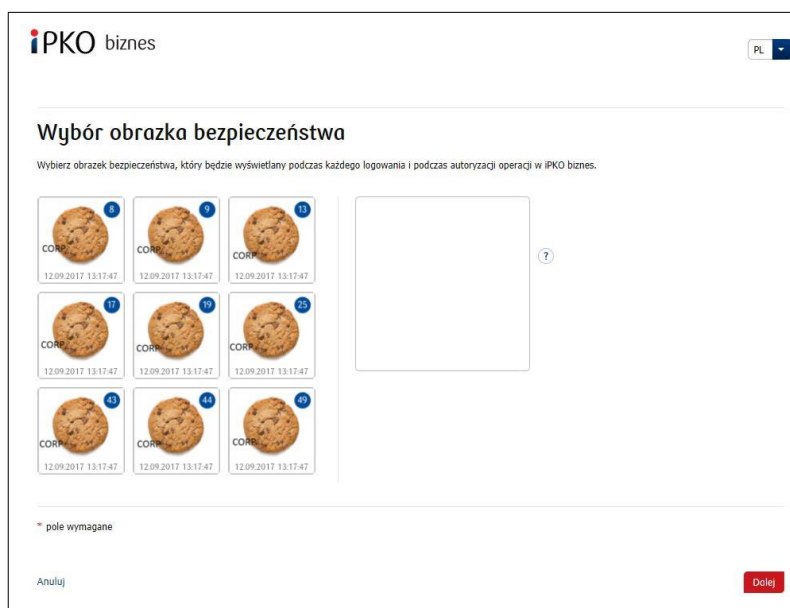 iPKO biznes
PL
Wybór obrazka bezpieczeństwa
Wybierz obrazek bezpieczeństwa, który będzie wyświetlany podczas każdego logowania i podczas autoryzacji operacji w iPKO biznes.
8 9 13
CORP CORP CORP
12.09.2017 13:17:47 12.09.2017 13:17:47 12.09.2017 13:17:47
?
17 19 25
CORP CORP CORP
12.09.2017 13:17:47 12.09.2017 13:17:47 12.09.2017 13:17:47
43 44 49
CORP CORP CORP
12.09.2017 13:17:47 12.09.2017 13:17:47 12.09.2017 13:17:47
* pole wymagane
Anuluj
Dalej